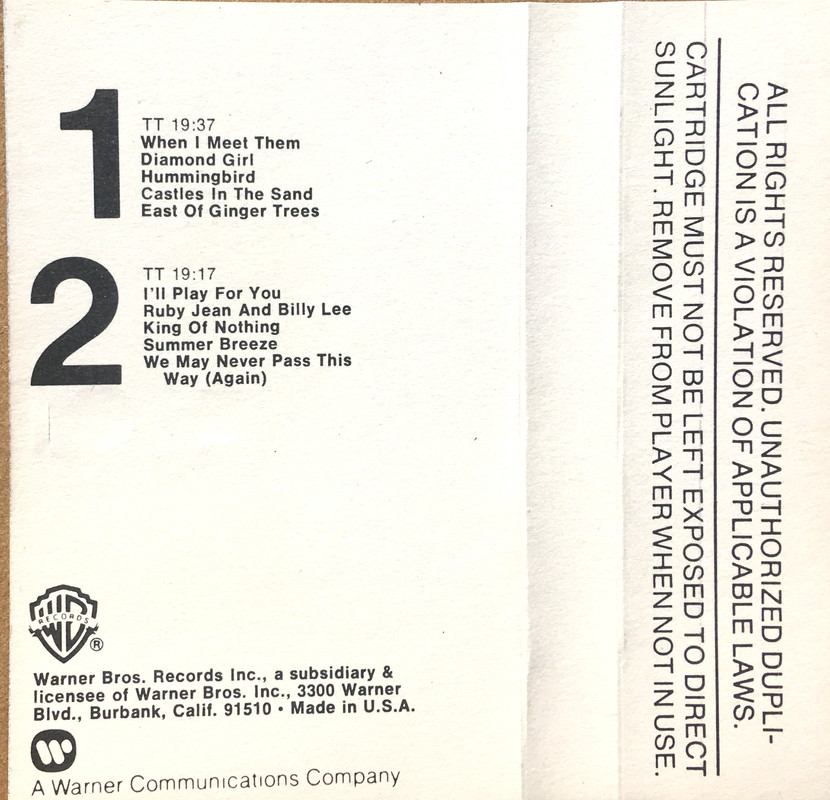 1
TT 19:37
When I Meet Them
Diamond Girl
Hummingbird
Castles In The Sand
East Of Ginger Trees
2
TT 19:17
I'll Play For You
Ruby Jean And Billy Lee
King Of Nothing
Summer Breeze
We May Never Pass This
Way (Again)
RECORDS
®
Warner Bros. Records Inc., a subsidiary &
licensee of Warner Bros. Inc., 3300 Warner
Blvd., Burbank, Calif. 91510 • Made in U.S.A.
A Warner Communications Company
ALL RIGHTS RESERVED. UNAUTHORIZED DUPLI-
CATION IS A VIOLATION OF APPLICABLE LAWS.
CARTRIDGE MUST NOT BE LEFT EXPOSED TO DIRECT
SUNLIGHT. REMOVE FROM PLAYER WHEN NOT IN USE.